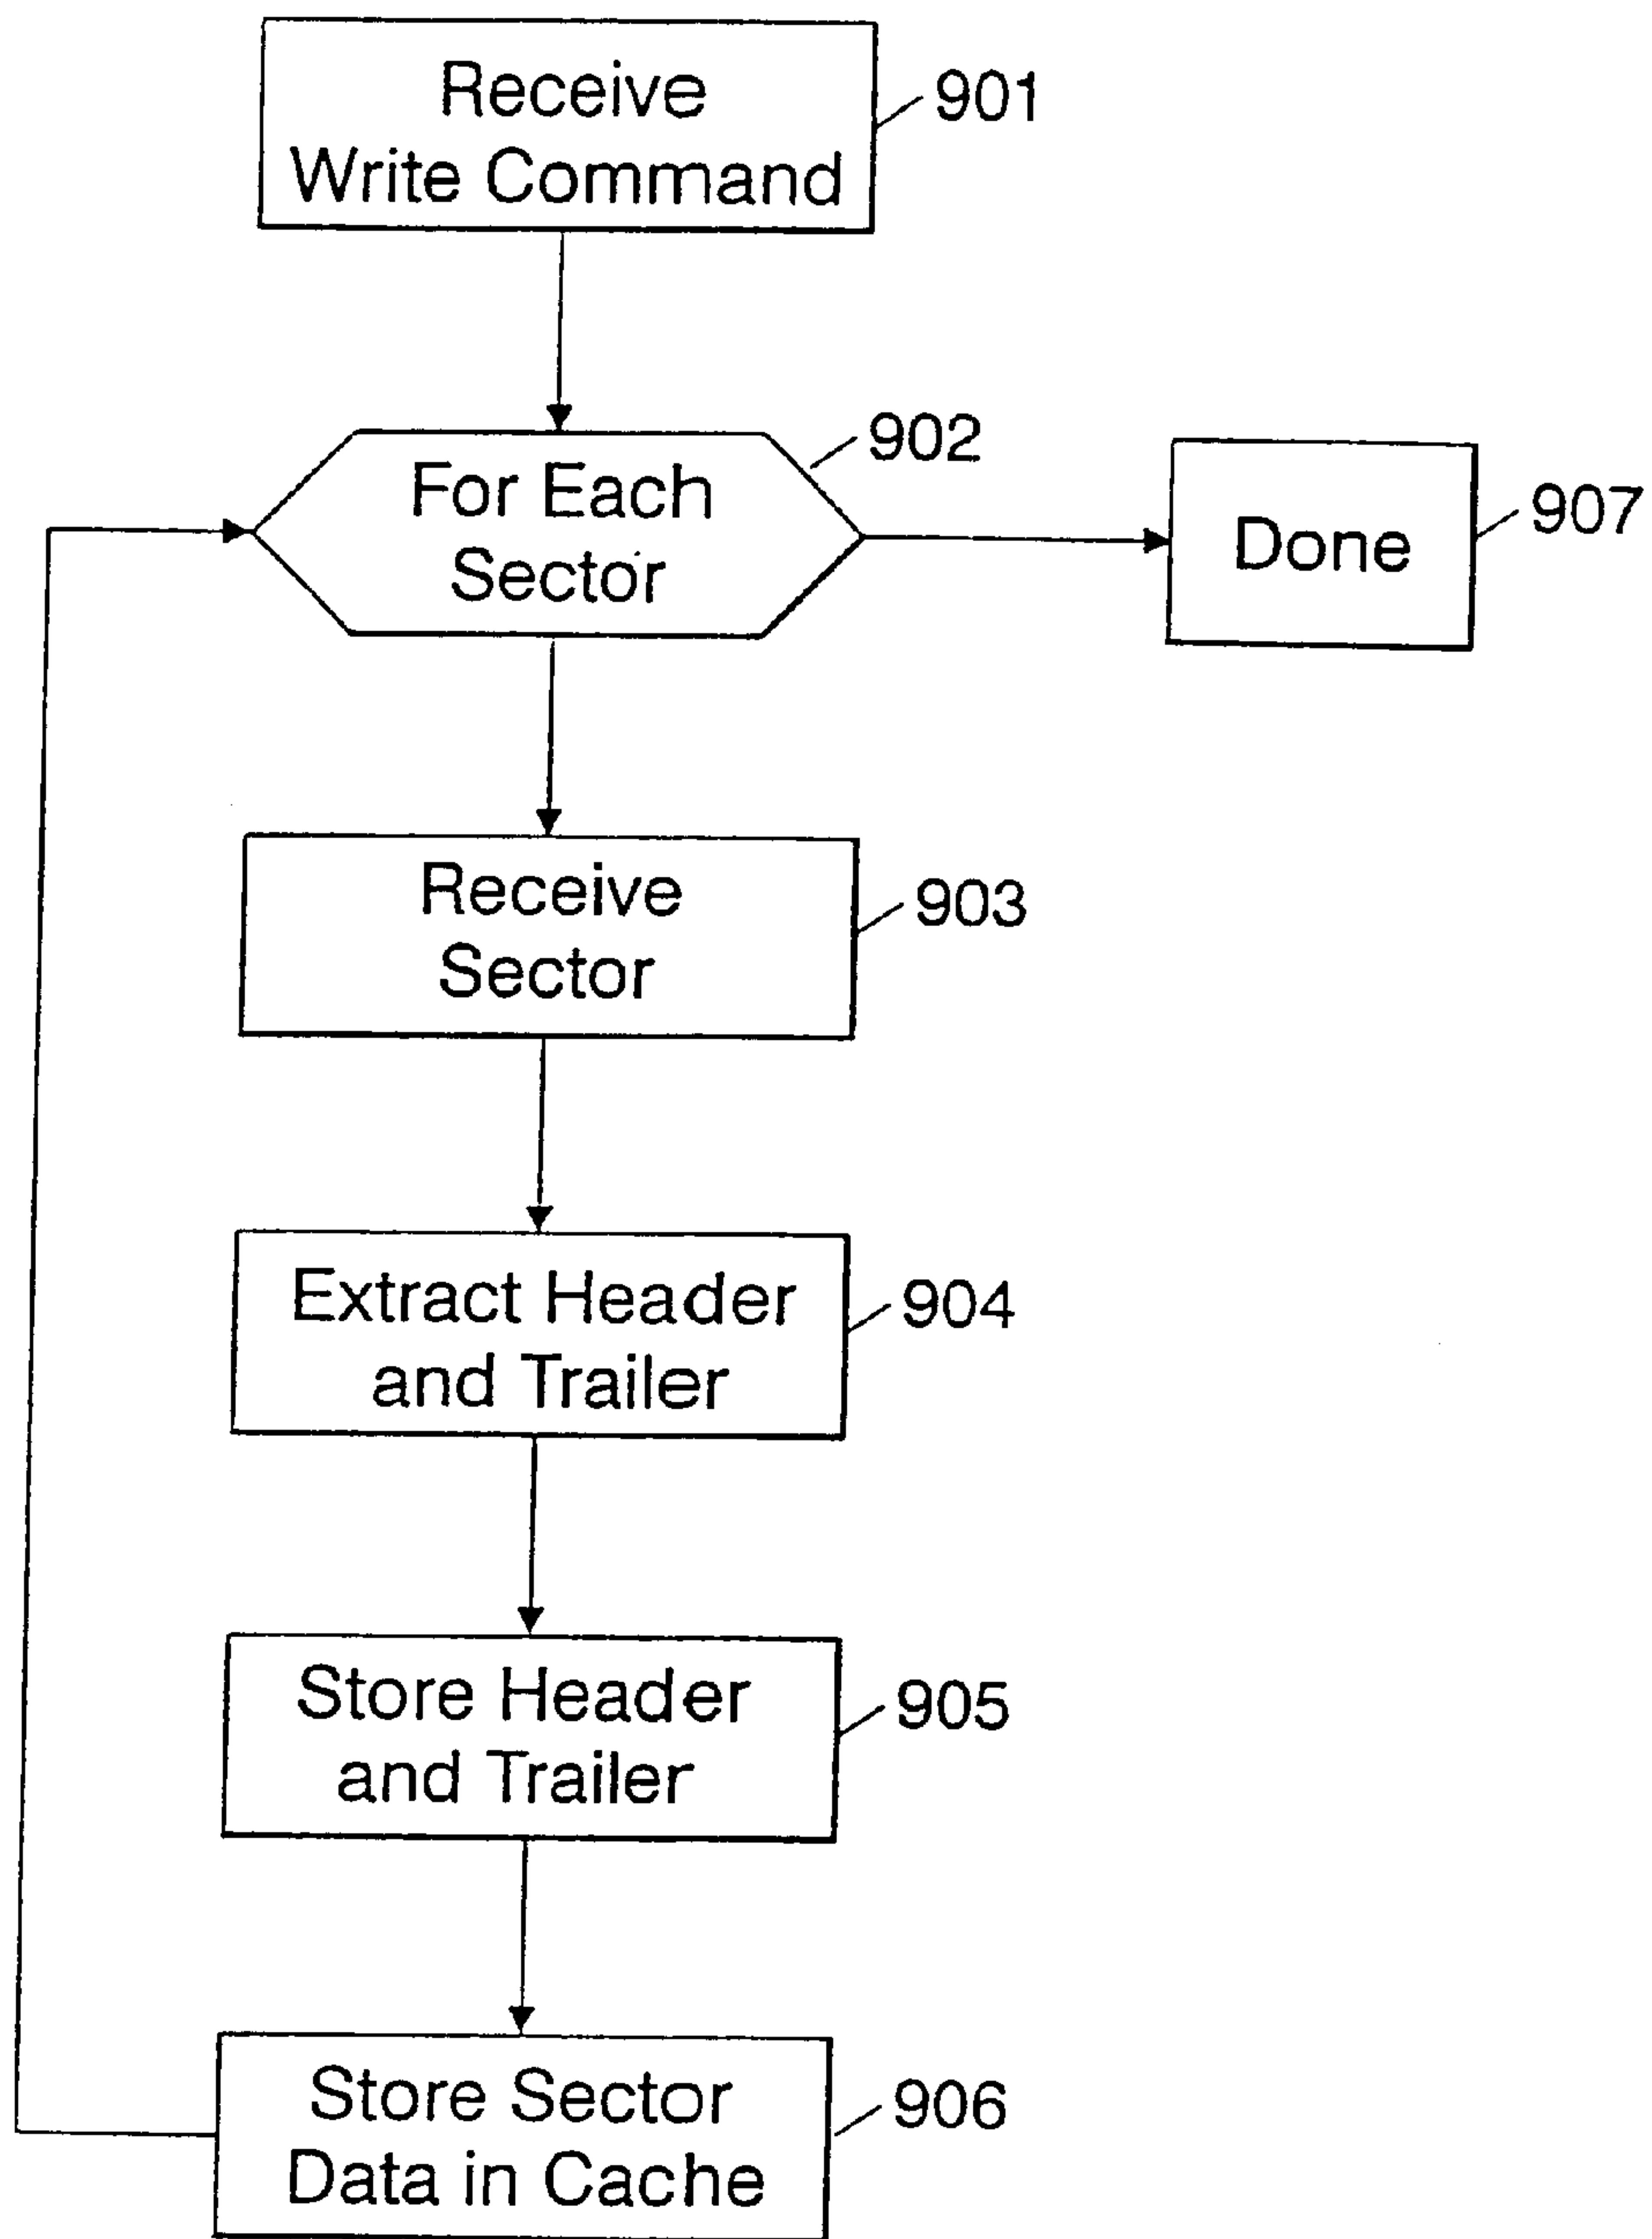 Receive
Write Command
901
For Each
Sector
902
Done
907
Receive
Sector
903
Extract Header
and Trailer
904
Store Header
and Trailer
905
Store Sector
Data in Cache
906